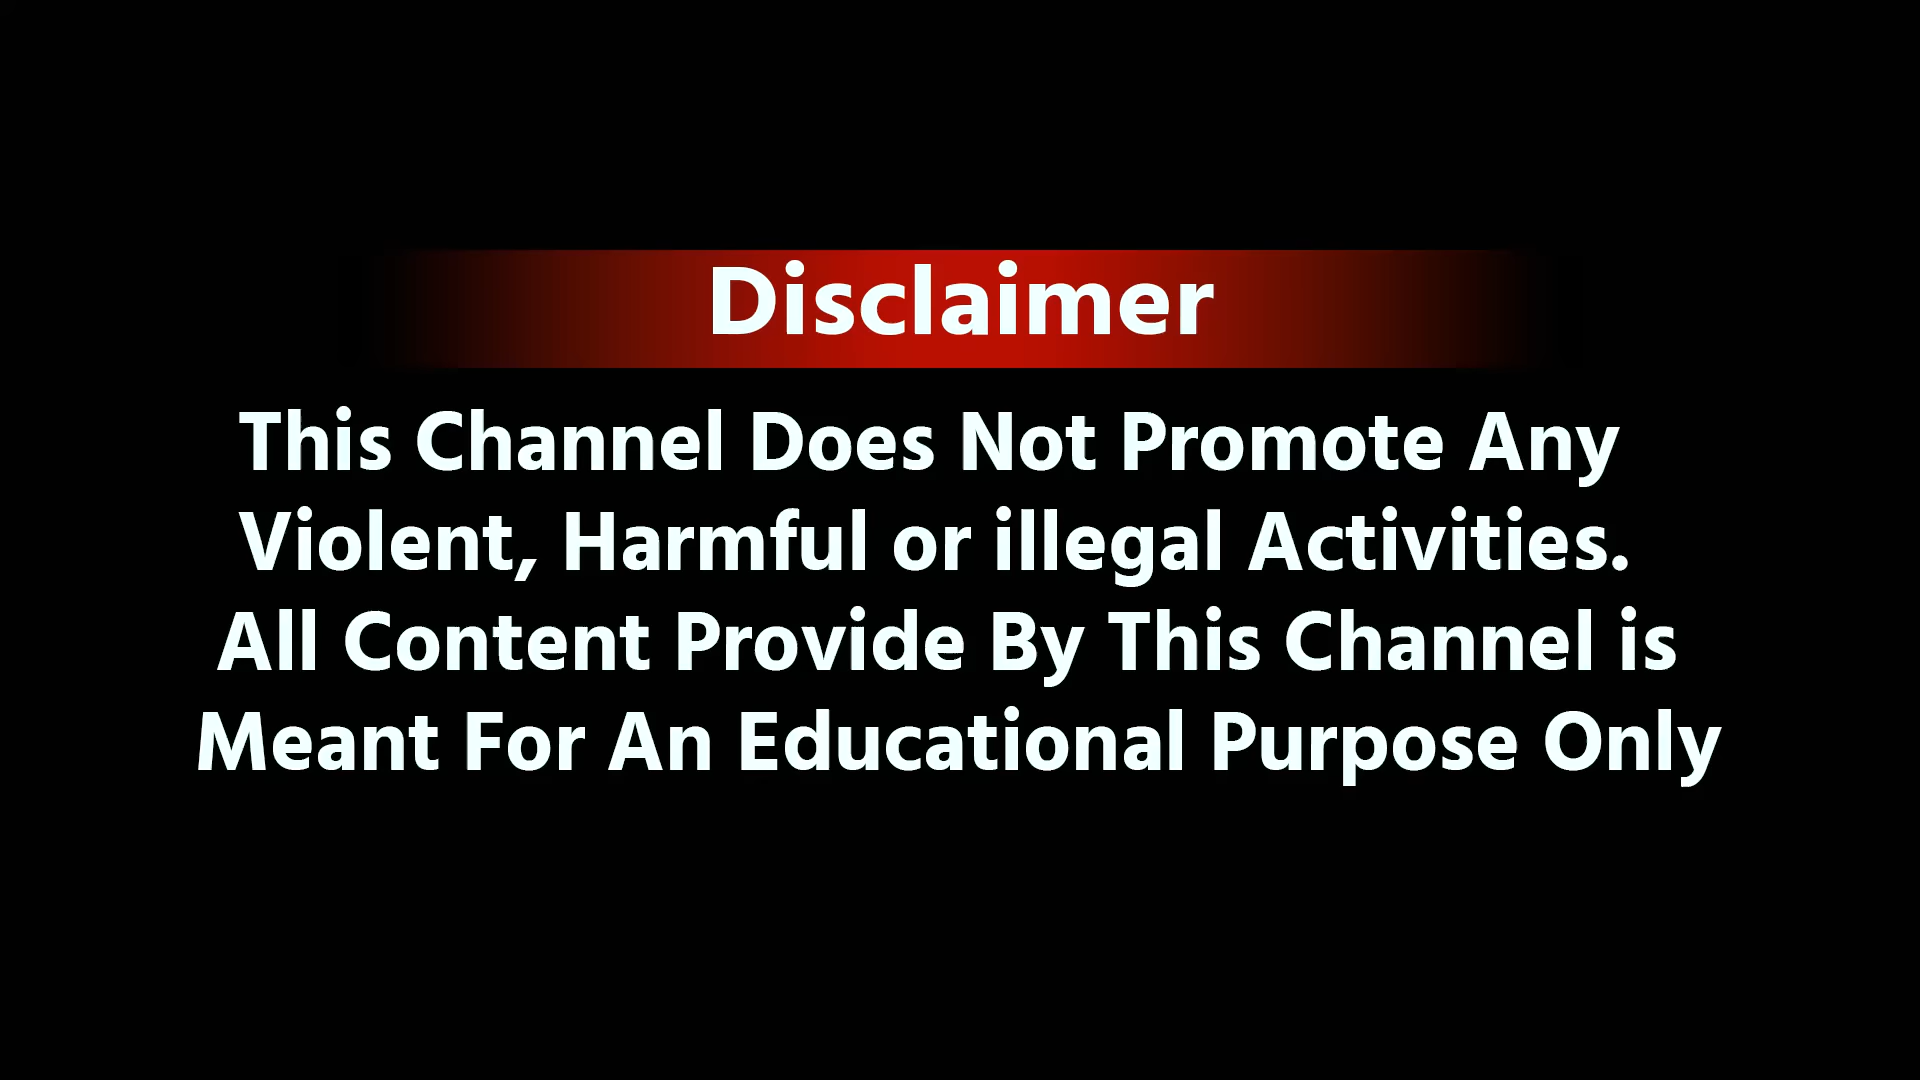 Disclaimer
This Channel Does Not Promote Any
Violent, Harmful or illegal Activities.
All Content Provide By This Channel is
Meant For An Educational Purpose Only